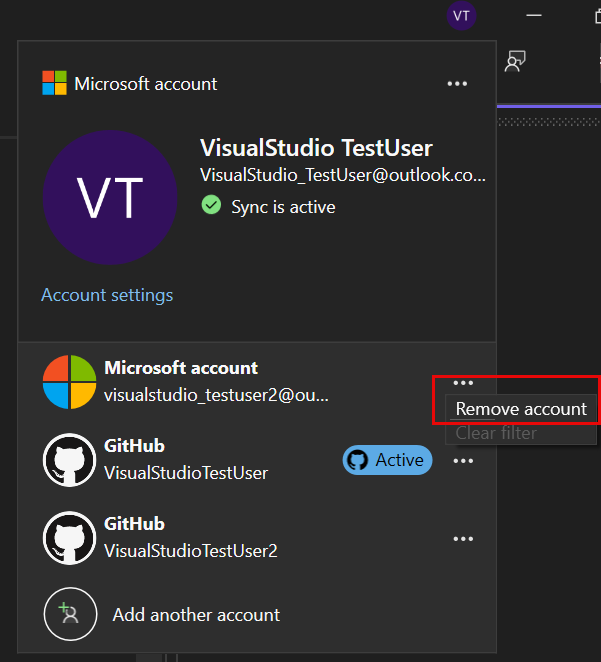 VT
Microsoft account
...
VT
VisualStudio TestUser
VisualStudio_TestUser@outlook.co...
Sync is active
Account settings
Microsoft account
visualstudio_testuser2@ou...
...
Remove account
Clear filter
GitHub
VisualStudioTestUser
Active
...
GitHub
VisualStudioTestUser2
...
Add another account